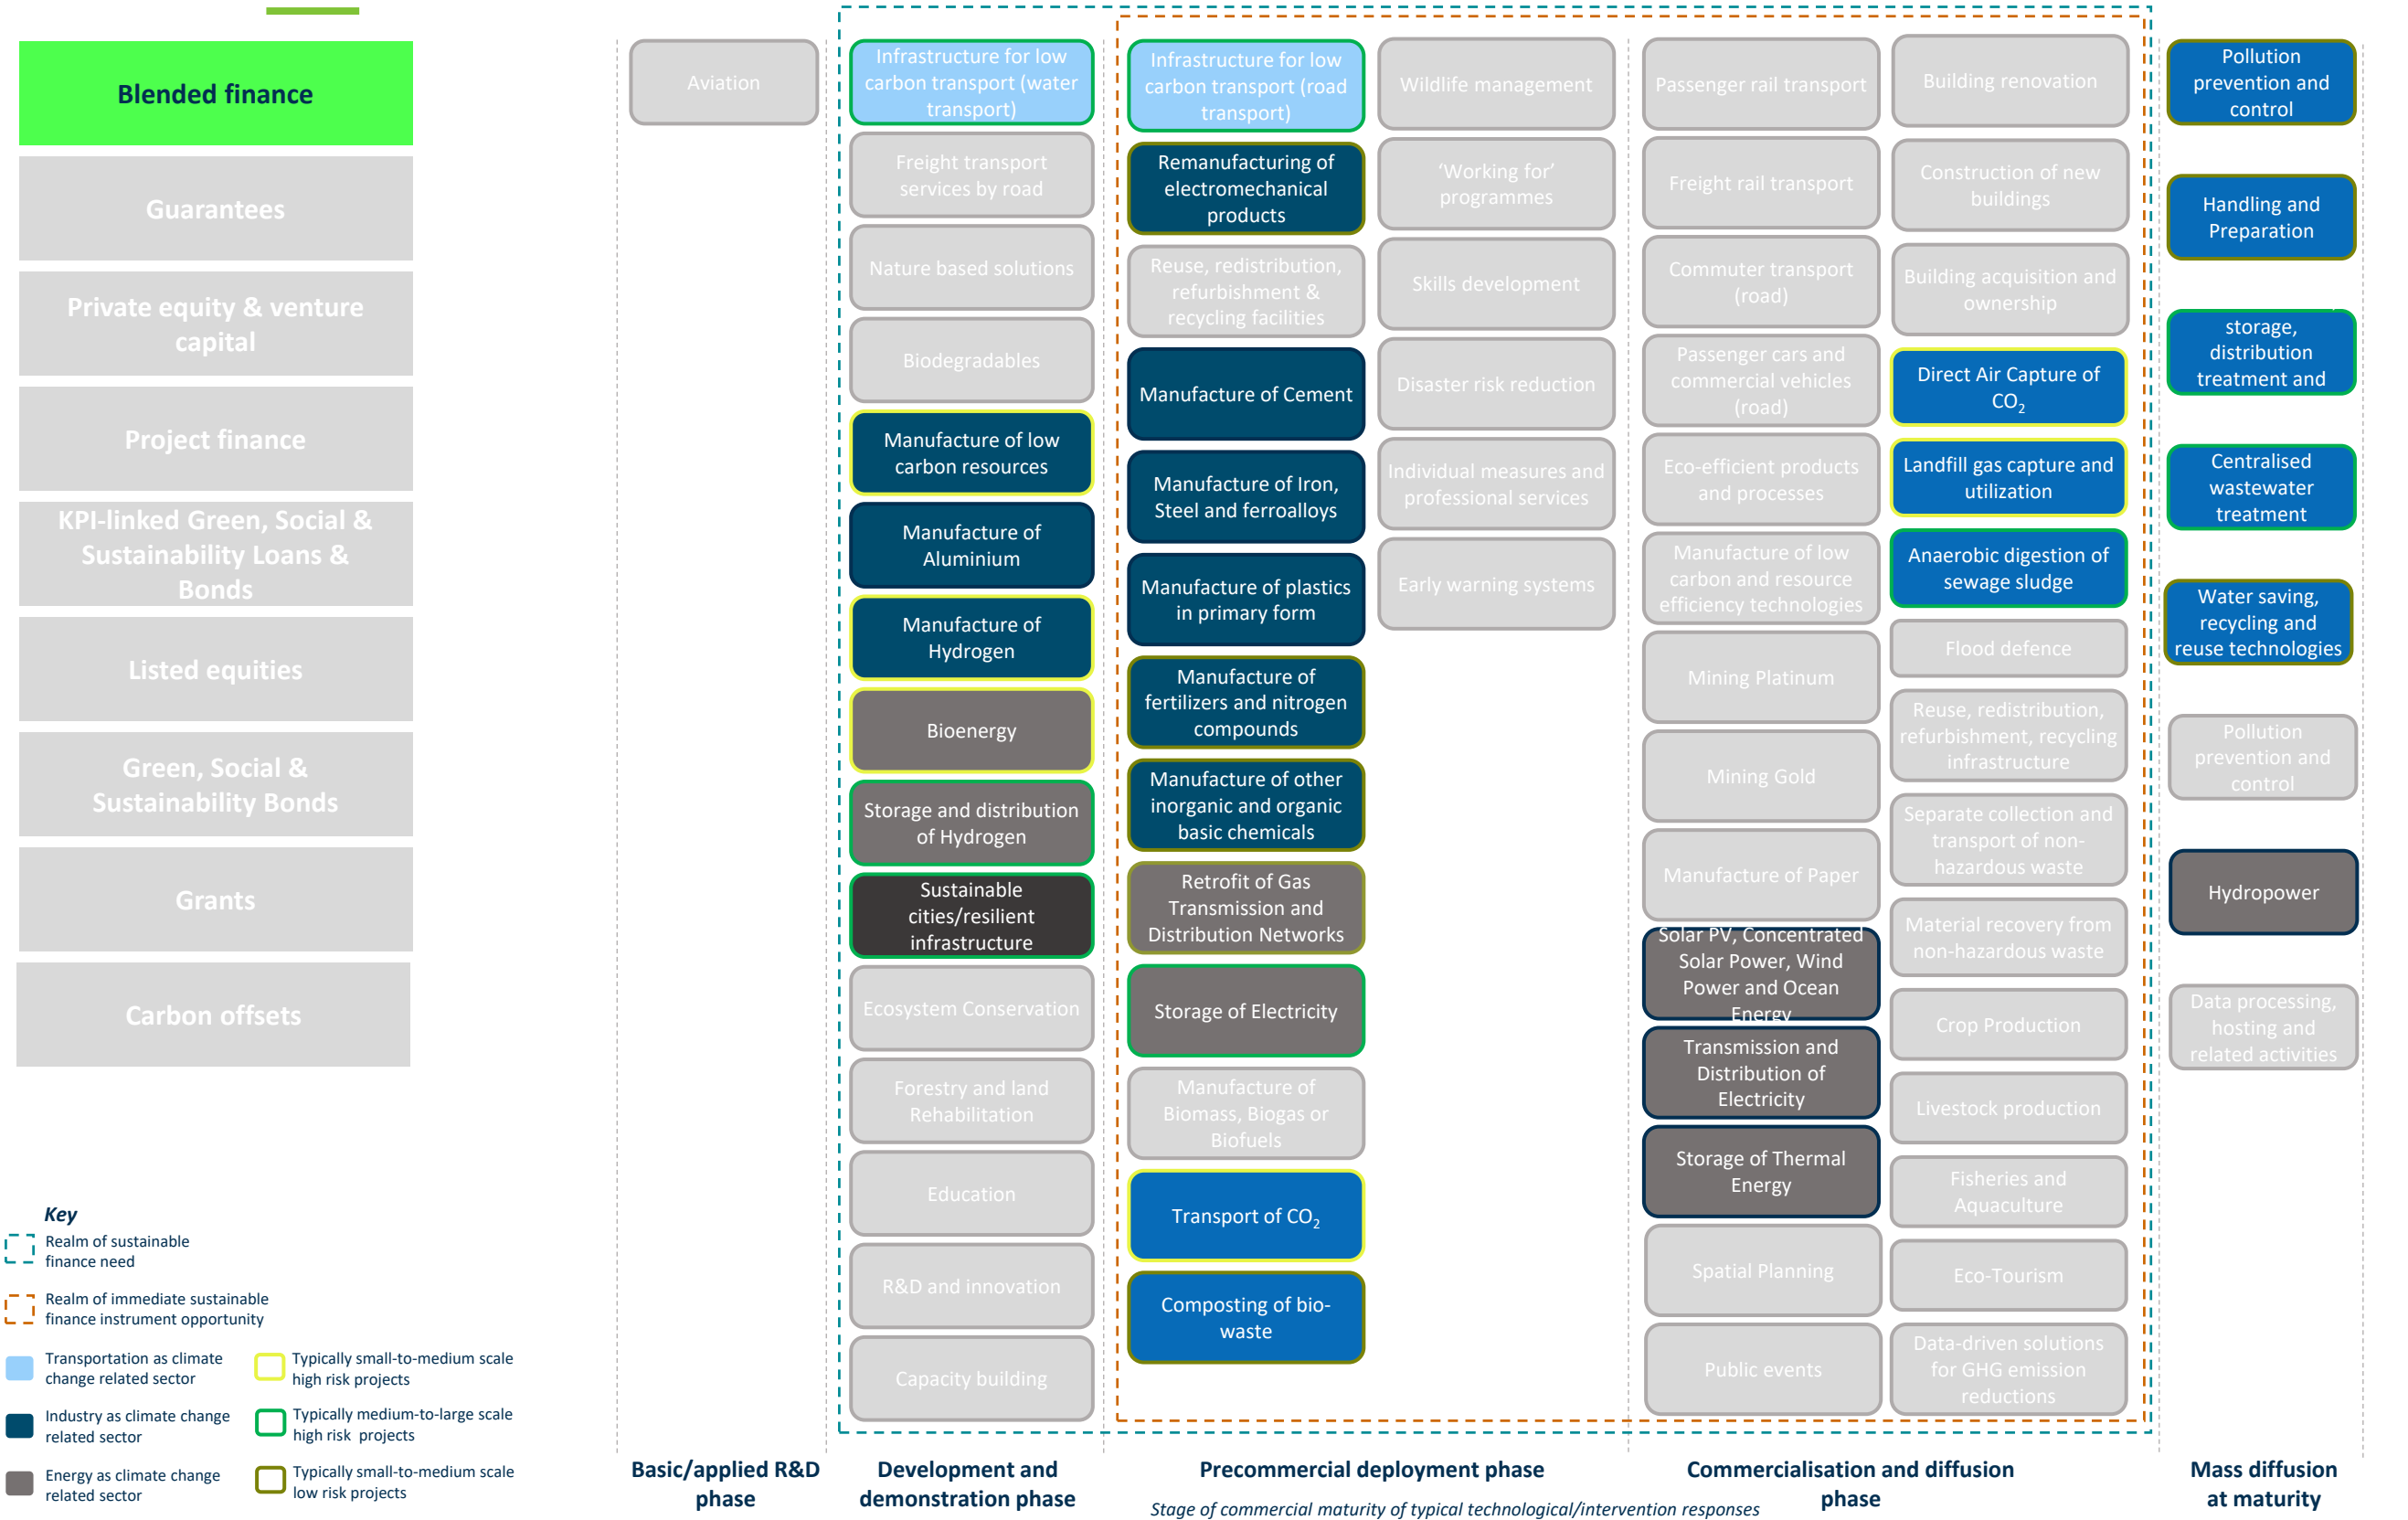 Blended finance
Guarantees
Private equity & venture
capital
Project finance
KPI-linked Green, Social &
Sustainability Loans &
Bonds
Listed equities
Green, Social &
Sustainability Bonds
Grants
Carbon offsets
Aviation
Infrastructure for low
carbon transport (water
transport)
Freight transport
services by road
Nature based solutions
Biodegradables
Manufacture of low
carbon resources
Manufacture of
Aluminium
Manufacture of
Hydrogen
Bioenergy
Storage and distribution
of Hydrogen
Sustainable
cities/resilient
infrastructure
Ecosystem Conservation
Forestry and land
Rehabilitation
Education
R&D and innovation
Capacity building
Infrastructure for low
carbon transport (road
transport)
Remanufacturing of
electromechanical
products
Reuse, redistribution,
refurbishment &
recycling facilities
Manufacture of Cement
Manufacture of Iron,
Steel and ferroalloys
Manufacture of plastics
in primary form
Manufacture of
fertilizers and nitrogen
compounds
Manufacture of other
inorganic and organic
basic chemicals
Retrofit of Gas
Transmission and
Distribution Networks
Storage of Electricity
Manufacture of
Biomass, Biogas or
Biofuels
Transport of CO2
Composting of bio-
waste
Wildlife management
‘Working for’
programmes
Skills development
Disaster risk reduction
Individual measures and
professional services
Early warning systems
Passenger rail transport
Freight rail transport
Commuter transport
(road)
Passenger cars and
commercial vehicles
(road)
Eco-efficient products
and processes
Manufacture of low
carbon and resource
efficiency technologies
Mining Platinum
Mining Gold
Manufacture of Paper
Solar PV, Concentrated
Solar Power, Wind
Power and Ocean
Energy
Transmission and
Distribution of
Electricity
Storage of Thermal
Energy
Spatial Planning
Public events
Building renovation
Construction of new
buildings
Building acquisition and
ownership
Direct Air Capture of
CO2
Landfill gas capture and
utilization
Anaerobic digestion of
sewage sludge
Flood defence
Reuse, redistribution,
refurbishment, recycling
infrastructure
Separate collection and
transport of non-
hazardous waste
Material recovery from
non-hazardous waste
Crop Production
Livestock production
Fisheries and
Aquaculture
Eco-Tourism
Data-driven solutions
for GHG emission
reductions
Pollution
prevention and
control
Handling and
Preparation
storage,
distribution
treatment and
Centralised
wastewater
treatment
Water saving,
recycling and
reuse technologies
Pollution
prevention and
control
Hydropower
Data processing,
hosting and
related activities
Key
Realm of sustainable
finance need
Realm of immediate sustainable
finance instrument opportunity
Transportation as climate
change related sector
Industry as climate change
related sector
Energy as climate change
related sector
Typically small-to-medium scale
high risk projects
Typically medium-to-large scale
high risk projects
Typically small-to-medium scale
low risk projects
Basic/applied R&D
phase
Development and
demonstration phase
Precommercial deployment phase
Commercialisation and diffusion
phase
Mass diffusion
at maturity
Stage of commercial maturity of typical technological/intervention responses